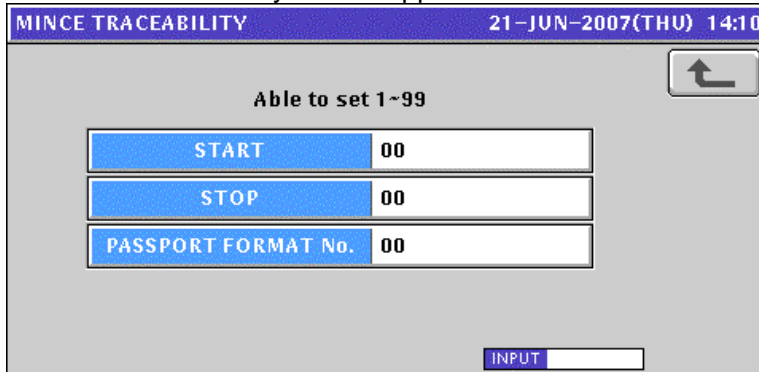 MINCE TRACEABILITY 21-JUN-2007(THU) 14:10
Able to set 1~99
START 00
STOP 00
PASSPORT FORMAT No. 00
INPUT